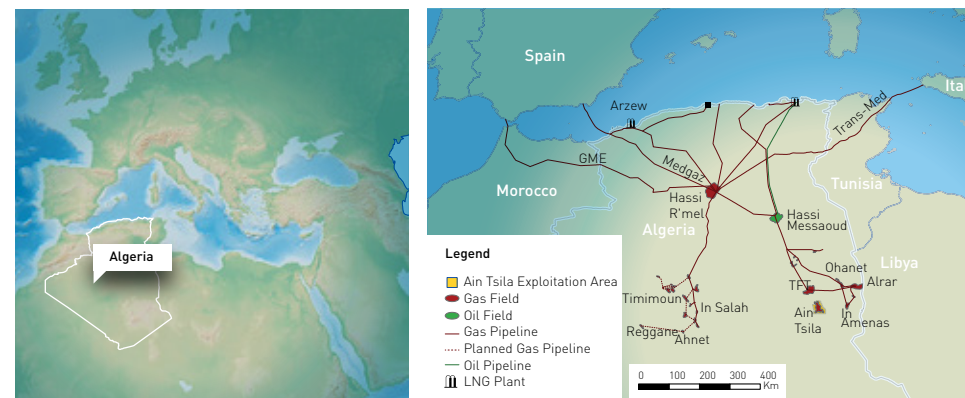 Algeria
Spain
Ita
Arzew
Trans-Med
GME
Medgaz
Morocco
Tunisia
Hassi
R'mel
Hassi
Messaoud
Algeria
Libya
Legend
Ain Tsila Exploitation Area
Gas Field
Oil Field
Gas Pipeline
Planned Gas Pipeline
Oil Pipeline
LNG Plant
Ohanet
TFT
Alrar
Timimoun
In Salah
Ain
Tsila
In
Amenas
Reggane
Ahnet
0 100 200 300 400
Km